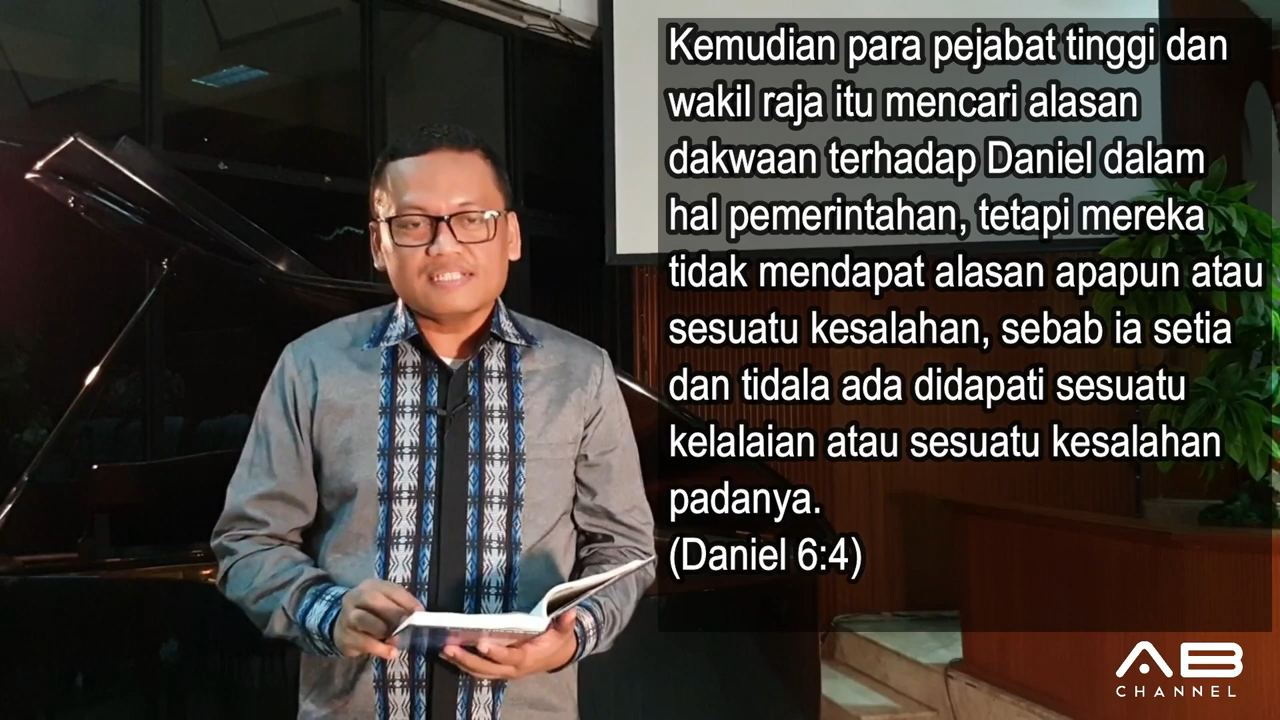 Kemudian para pejabat tinggi dan
wakil raja itu mencari alasan
dakwaan terhadap Daniel dalam
hal pemerintahan, tetapi mereka
tidak mendapat alasan apapun atau
sesuatu kesalahan, sebab ia setia
dan tidala ada didapati sesuatu
kelalaian atau sesuatu kesalahan
padanya.
(Daniel 6:4)
AB
CHANNEL